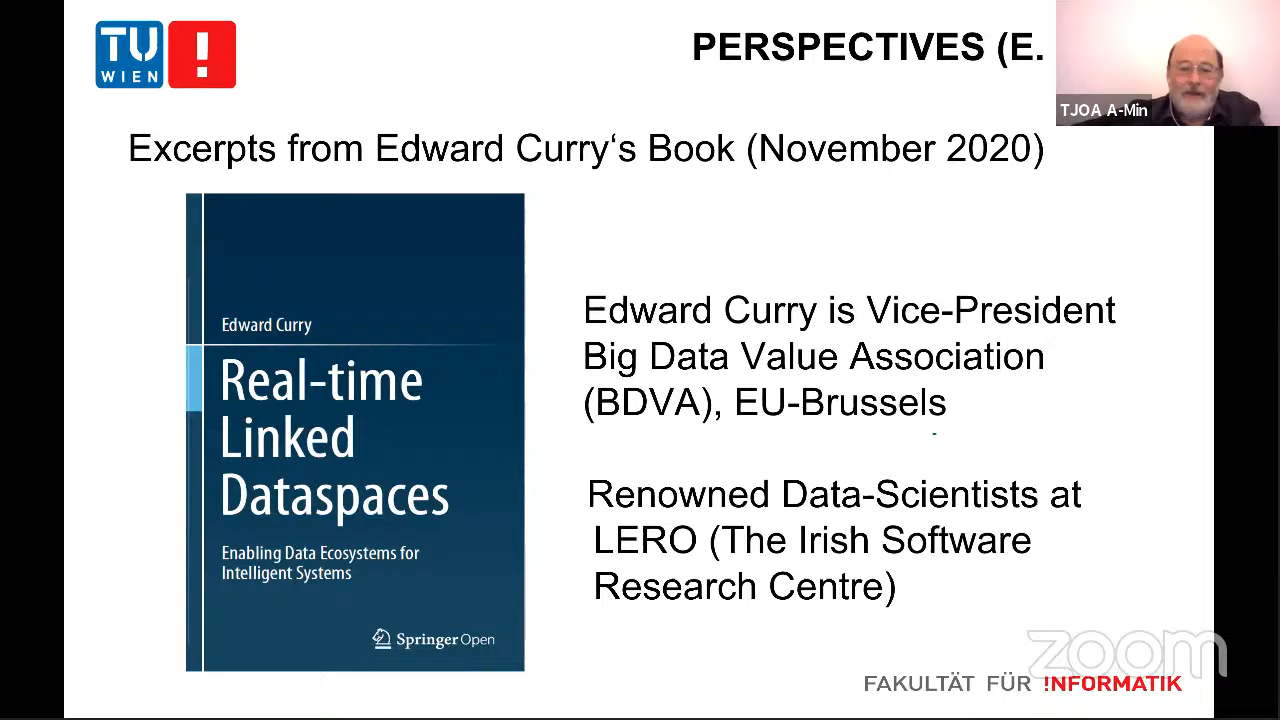 TU
WIEN
PERSPECTIVES (E.
TJOA A-Min
Excerpts from Edward Curry‘s Book (November 2020)
Edward Curry
Real-time
Linked
Dataspaces
Enabling Data Ecosystems for
Intelligent Systems
Springer Open
Edward Curry is Vice-President
Big Data Value Association
(BDVA), EU-Brussels
Renowned Data-Scientists at
LERO (The Irish Software
Research Centre)
zoom
FAKULTÄT FÜR !NFORMATIK